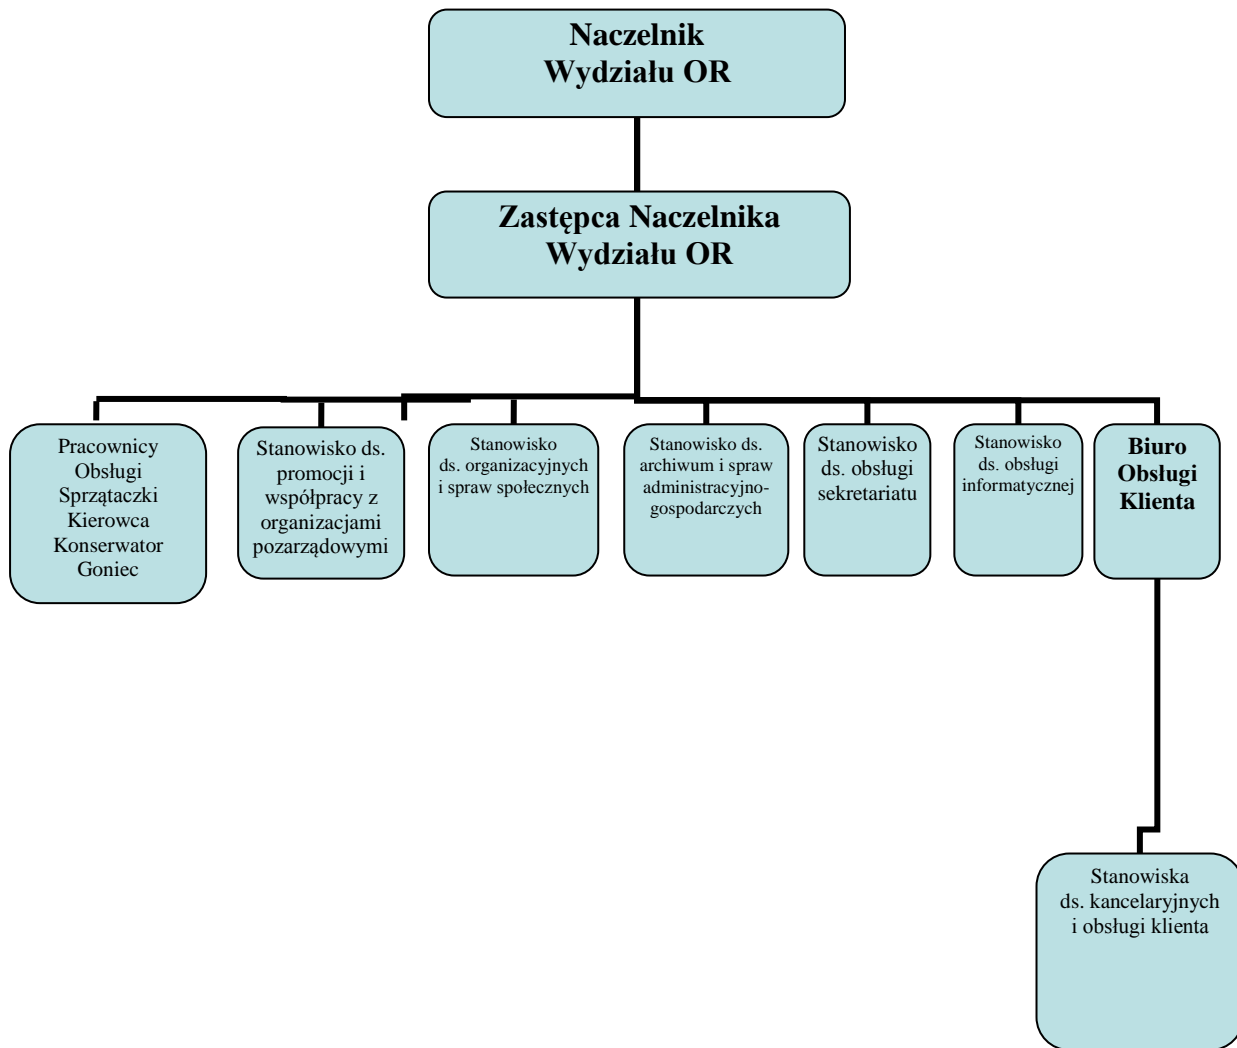 Naczelnik
Wydziału OR
Zastępca Naczelnika
Wydziału OR
Pracownicy
Obsługi
Sprzątaczki
Kierowca
Konserwator
Goniec
Stanowisko ds.
promocji i
współpracy z
organizacjami
pozarządowymi
Stanowisko
ds. organizacyjnych
i spraw społecznych
Stanowisko ds.
archiwum i spraw
administracyjno-
gospodarczych
Stanowisko
ds. obsługi
sekretariatu
Stanowisko
ds. obsługi
informatycznej
Biuro
Obsługi
Klienta
Stanowiska
ds. kancelaryjnych
i obsługi klienta